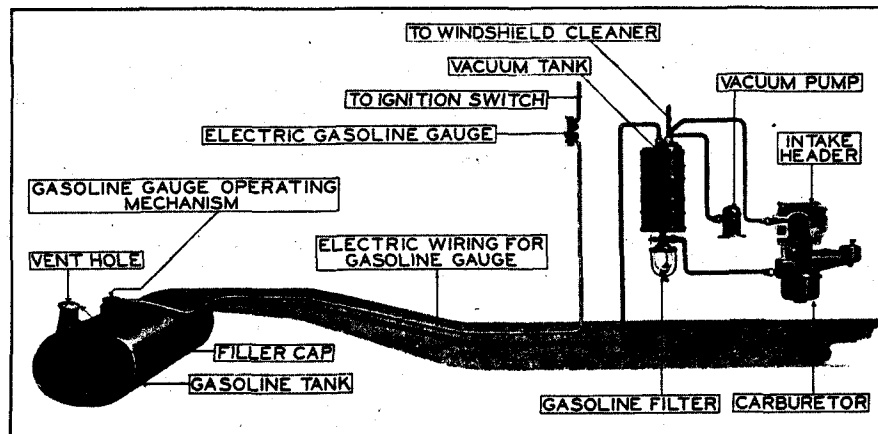 TO WINDSHIELD CLEANER
VACUUM TANK
VACUUM PUMP
TO IGNITION SWITCH
ELECTRIC GASOLINE GAUGE
INTAKE
HEADER
GASOLINE GAUGE OPERATING
MECHANISM
ELECTRIC WIRING FOR
GASOLINE GAUGE
VENT HOLE
FILLER CAP
GASOLINE TANK
GASOLINE FILTER
CARBURETOR